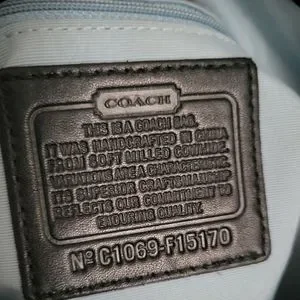 COACH
THIS IS A COACH BAG.
IT WAS HANDCRAFTED IN CHINA
FROM SOFT MILLED COWHIDE.
VARIATIONS ARE A CHARACTERISTIC.
ITS SUPERIOR CRAFTSMANSHIP
REFLECTS OUR COMMITMENT TO
ENDURING QUALITY.
Nº C1069-F15170